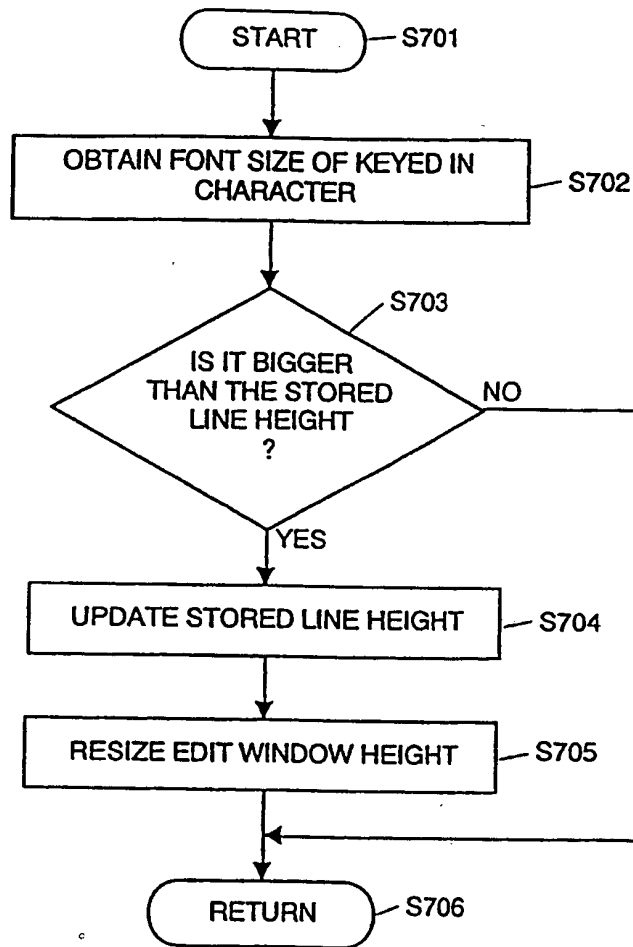 START
S701
OBTAIN FONT SIZE OF KEYED IN
CHARACTER
S702
S703
IS IT BIGGER
THAN THE STORED
LINE HEIGHT
?
NO
YES
UPDATE STORED LINE HEIGHT
S704
RESIZE EDIT WINDOW HEIGHT
S705
RETURN
S706